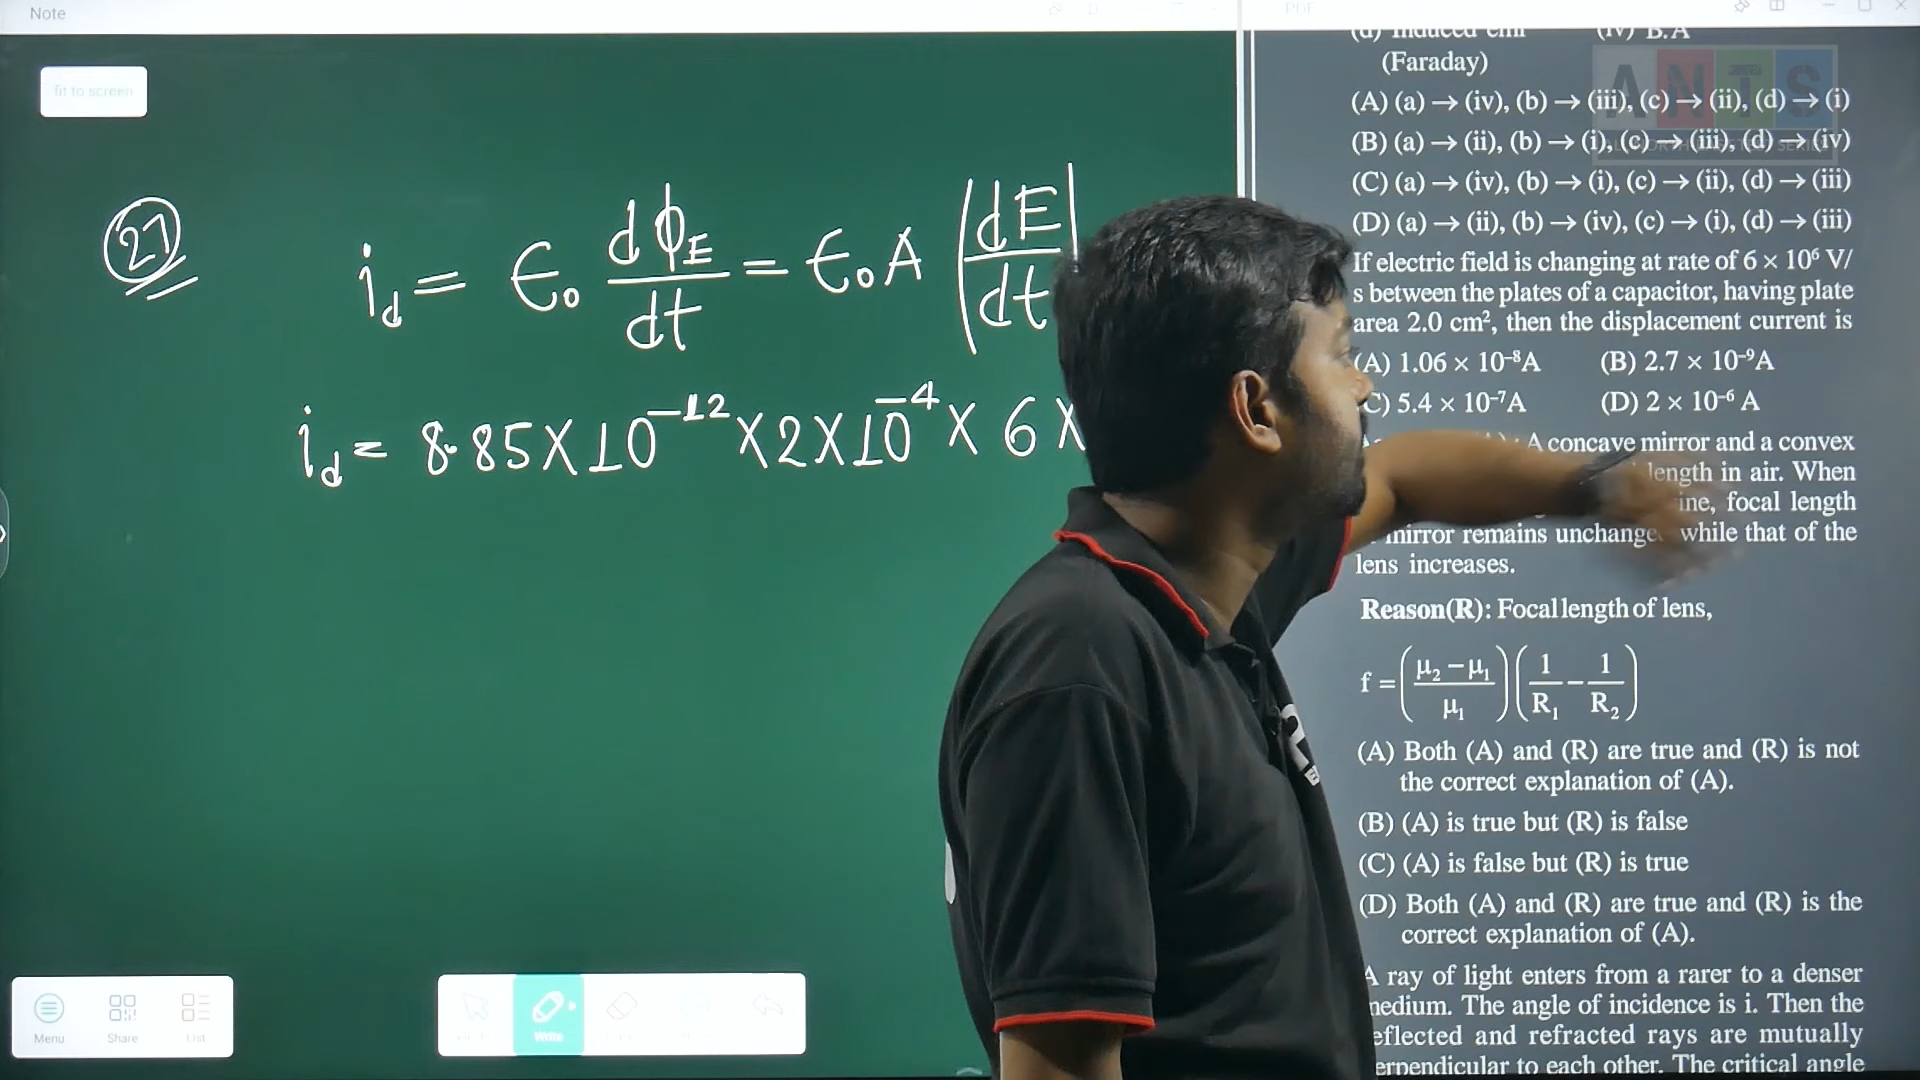 Note
PDF
fit to screen
27
i_d = ϵ₀ dϕ_E/dt = ϵ₀ A |dE/dt|
i_d = 8.85 × 10⁻¹² × 2 × 10⁻⁴ × 6 ×
Menu
Share
List
Write
(d) Induced emf (iv) B.A
(Faraday)
ANTS
(A) (a) → (iv), (b) → (iii), (c) → (ii), (d) → (i)
(B) (a) → (ii), (b) → (i), (c) → (iii), (d) → (iv)
(C) (a) → (iv), (b) → (i), (c) → (ii), (d) → (iii)
(D) (a) → (ii), (b) → (iv), (c) → (i), (d) → (iii)
If electric field is changing at rate of 6 × 10⁶ V/
s between the plates of a capacitor, having plate
area 2.0 cm², then the displacement current is
(A) 1.06 × 10⁻⁸A (B) 2.7 × 10⁻⁹A
C) 5.4 × 10⁻⁷A (D) 2 × 10⁻⁶ A
A concave mirror and a convex
length in air. When
focal length
mirror remains while that of the
lens increases.
Reason(R): Focal length of lens,
f = (μ₂ − μ₁ / μ₁) (1/R₁ − 1/R₂)
(A) Both (A) and (R) are true and (R) is not
the correct explanation of (A).
(B) (A) is true but (R) is false
(C) (A) is false but (R) is true
(D) Both (A) and (R) are true and (R) is the
correct explanation of (A).
A ray of light enters from a rarer to a denser
medium. The angle of incidence is i. Then the
eflected and refracted rays are mutually
erpendicular to each other. The critical angle